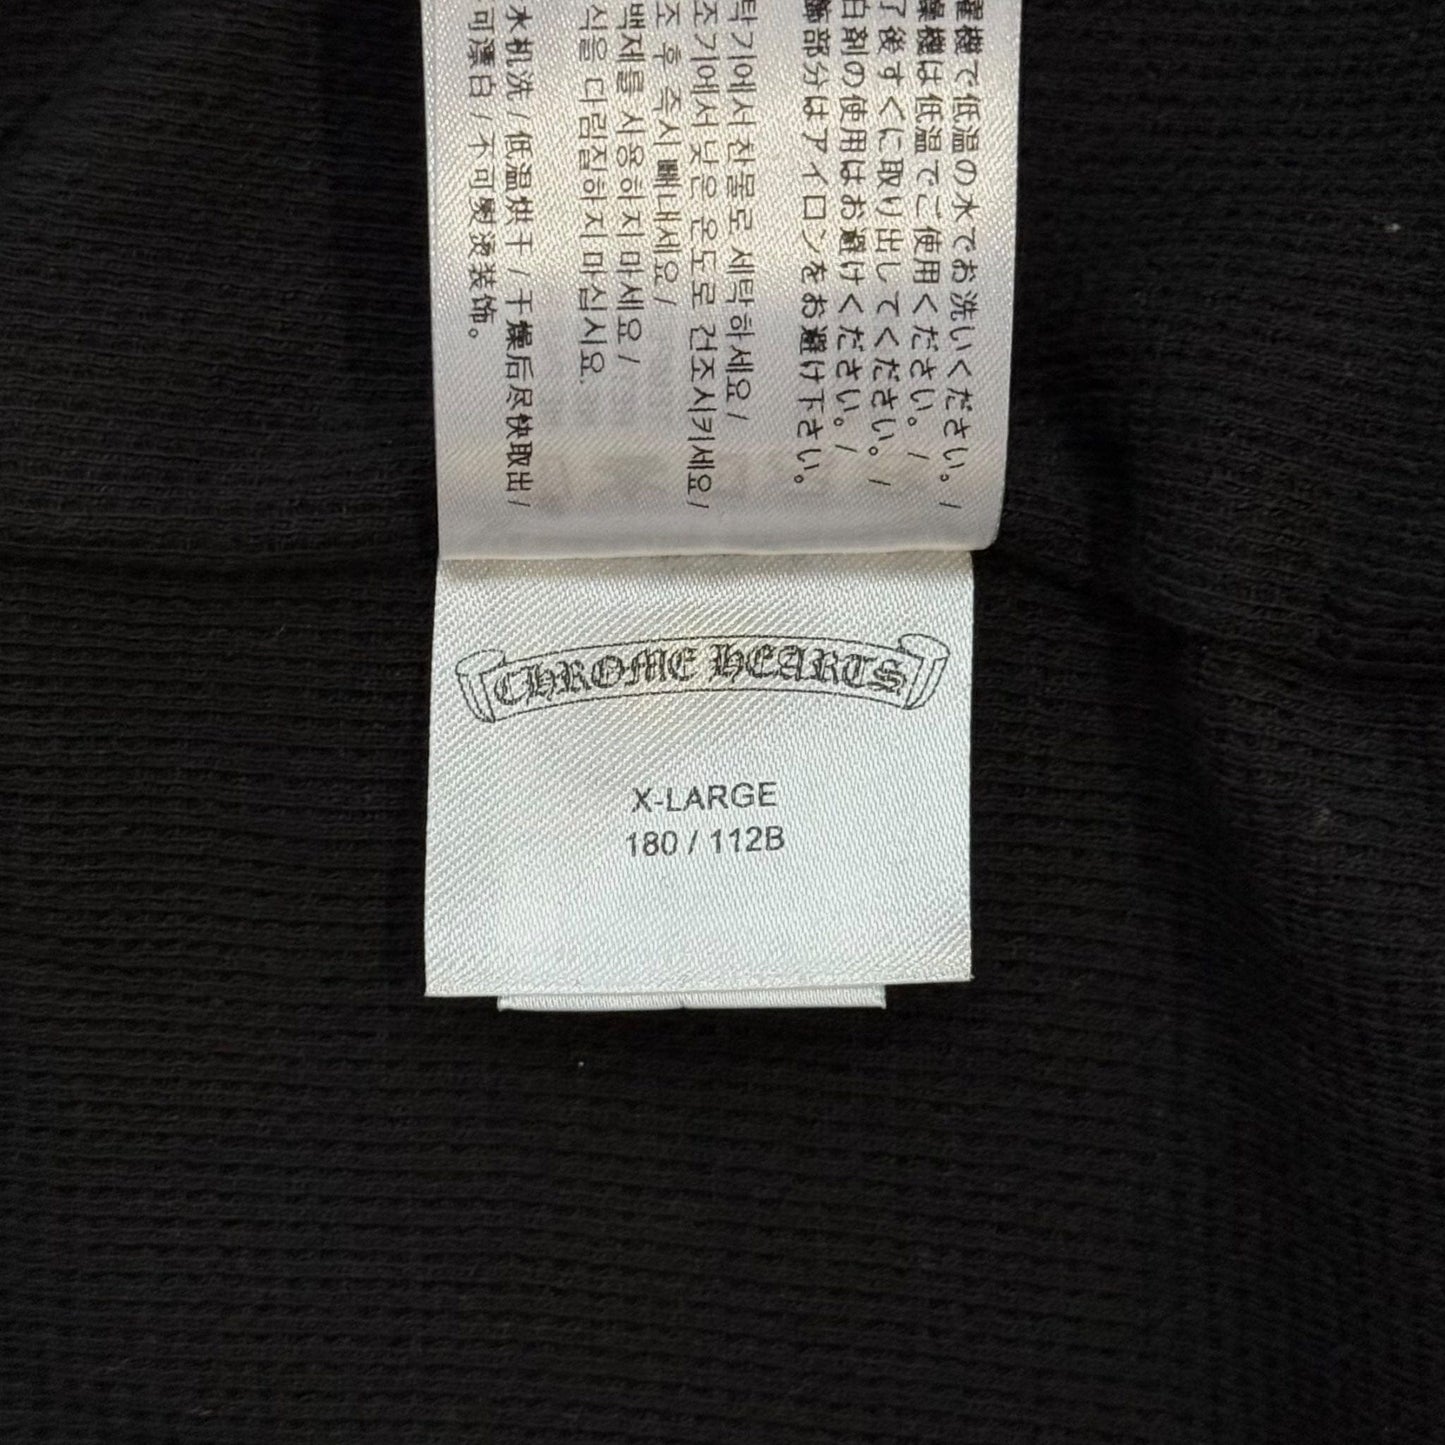 濯機で低温の水でお洗いください。/
燥機は低温でご使用ください。/
了後すぐに取り出してください。/
白剤の使用はお避けください。/
飾部分はアイロンをお避け下さい。
탁기에서 찬물로 세탁하세요/
조기에서 낮은 온도로 건조시키세요/
조 후 즉시 빼내세요/
백제를 사용하지 마세요/
식을 다림질하지 마십시요.
水机洗 / 低温烘干 / 干燥后尽快取出 /
可漂白 / 不可熨烫装饰。
CHROME HEARTS
X-LARGE
180 / 112B